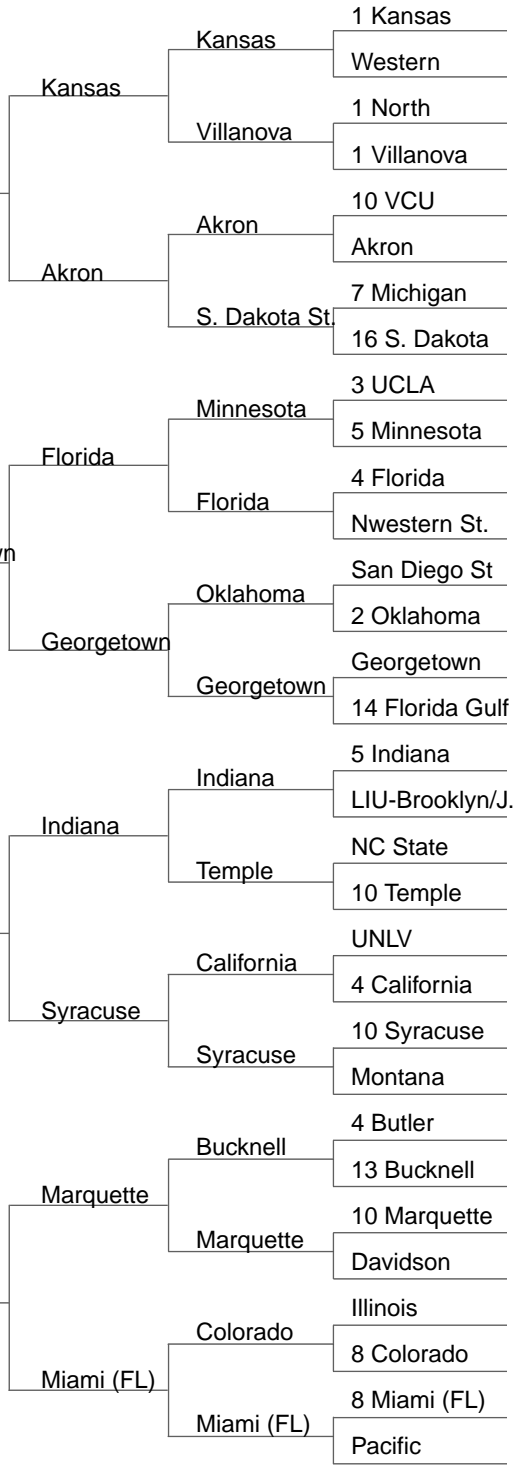 1 Kansas
Kansas
Western
Kansas
1 North
Villanova
1 Villanova
10 VCU
Akron
Akron
Akron
7 Michigan
S. Dakota St.
16 S. Dakota
3 UCLA
Minnesota
5 Minnesota
Florida
4 Florida
Florida
Nwestern St.
wn
San Diego St
Oklahoma
2 Oklahoma
Georgetown
Georgetown
Georgetown
14 Florida Gulf
5 Indiana
Indiana
LIU-Brooklyn/J.
Indiana
NC State
Temple
10 Temple
UNLV
California
4 California
Syracuse
10 Syracuse
Syracuse
Montana
4 Butler
Bucknell
13 Bucknell
Marquette
10 Marquette
Marquette
Davidson
Illinois
Colorado
8 Colorado
Miami (FL)
8 Miami (FL)
Miami (FL)
Pacific